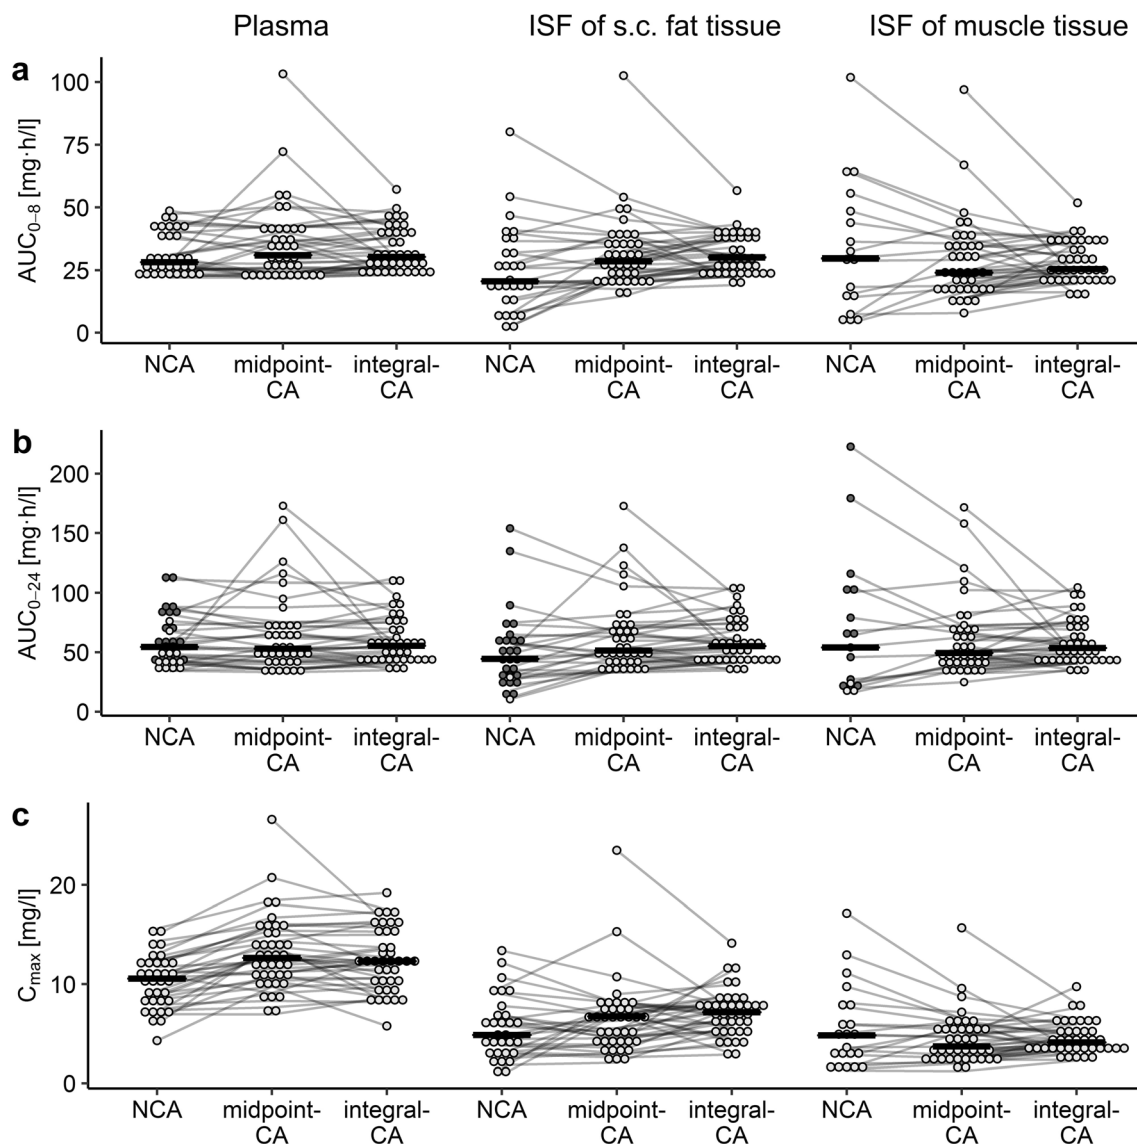 Plasma ISF of s.c. fat tissue ISF of muscle tissue
a
AUC0–8 [mg·h/l]
100
75
50
25
0
NCA midpoint-CA integral-CA NCA midpoint-CA integral-CA NCA midpoint-CA integral-CA
b
AUC0–24 [mg·h/l]
200
150
100
50
0
NCA midpoint-CA integral-CA NCA midpoint-CA integral-CA NCA midpoint-CA integral-CA
c
Cmax [mg/l]
20
10
0
NCA midpoint-CA integral-CA NCA midpoint-CA integral-CA NCA midpoint-CA integral-CA